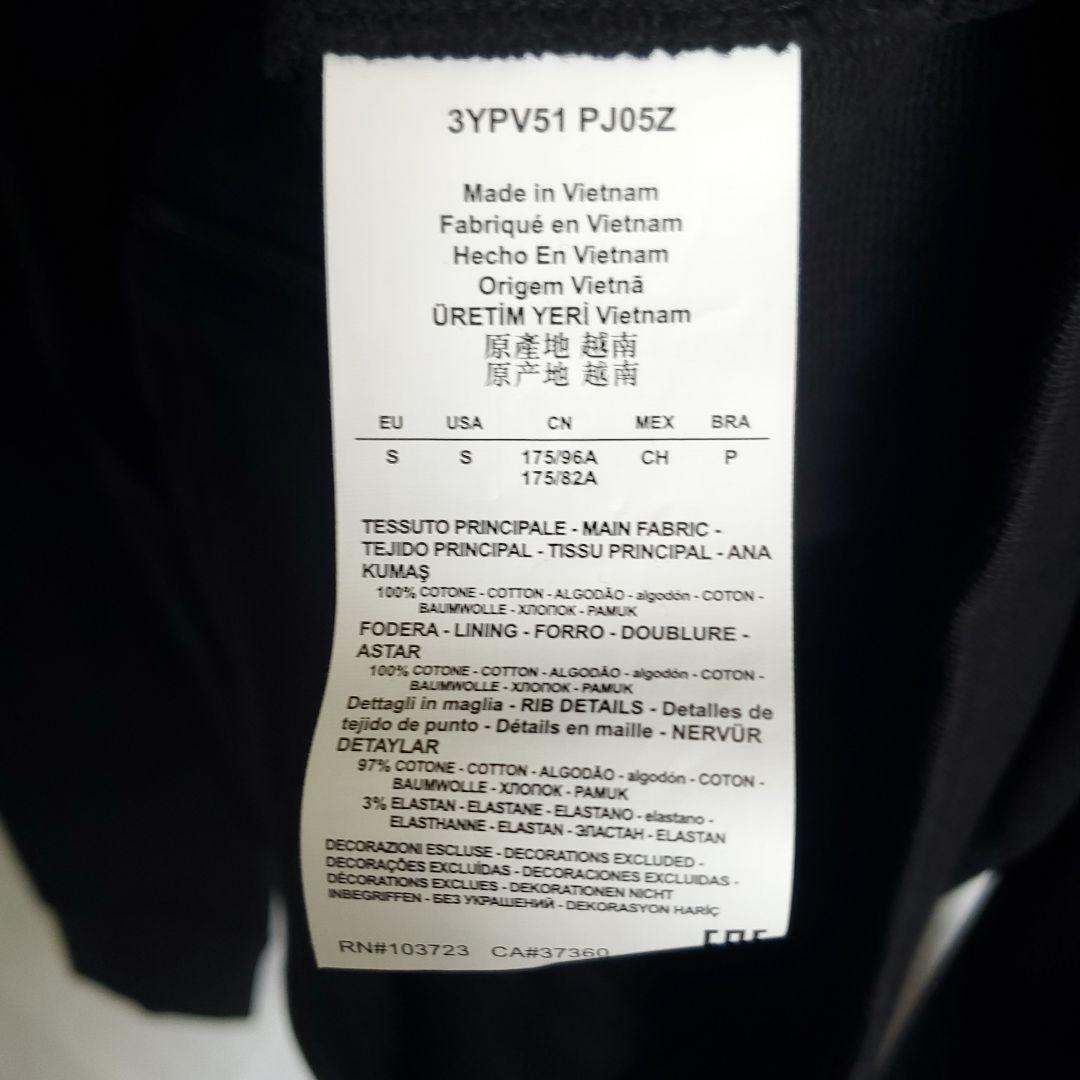 3YPV51 PJ05Z
Made in Vietnam
Fabriqué en Vietnam
Hecho En Vietnam
Origem Vietnã
ÜRETİM YERİ Vietnam
原產地 越南
原产地 越南
EU USA CN MEX BRA
S S 175/96A CH P
175/82A
TESSUTO PRINCIPALE - MAIN FABRIC -
TEJIDO PRINCIPAL - TISSU PRINCIPAL - ANA
KUMAŞ
100% COTONE - COTTON - ALGODÃO - algodón - COTON -
BAUMWOLLE - ХЛОПОК - PAMUK
FODERA - LINING - FORRO - DOUBLURE -
ASTAR
100% COTONE - COTTON - ALGODÃO - algodón - COTON -
BAUMWOLLE - ХЛОПОК - PAMUK
Dettagli in maglia - RIB DETAILS - Detalles de
tejido de punto - Détails en maille - NERVÜR
DETAYLAR
97% COTONE - COTTON - ALGODÃO - algodón - COTON -
BAUMWOLLE - ХЛОПОК - PAMUK
3% ELASTAN - ELASTANE - ELASTANO - elastano -
ELASTHANNE - ELASTAN - ЭЛАСТАН - ELASTAN
DECORAZIONI ESCLUSE - DECORATIONS EXCLUDED -
DECORAÇÕES EXCLUÍDAS - DECORACIONES EXCLUIDAS -
DÉCORATIONS EXCLUES - DEKORATIONEN NICHT
INBEGRIFFEN - БЕЗ УКРАШЕНИЙ - DEKORASYON HARİÇ
RN#103723 CA#37360